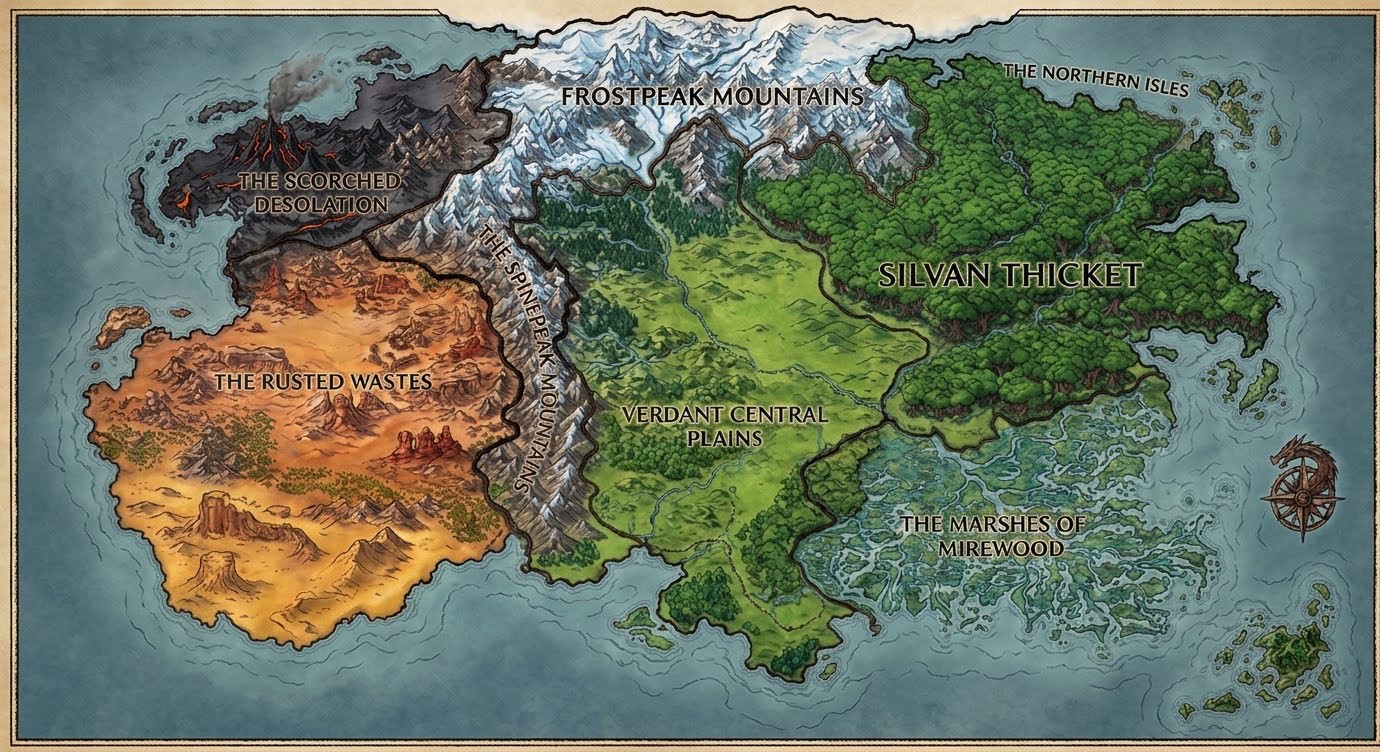 THE NORTHERN ISLES
FROSTPEAK MOUNTAINS
THE SCORCHED
DESOLATION
SILVAN THICKET
THE SPINEPEAK MOUNTAINS
THE RUSTED WASTES
VERDANT CENTRAL
PLAINS
THE MARSHES OF
MIREWOOD